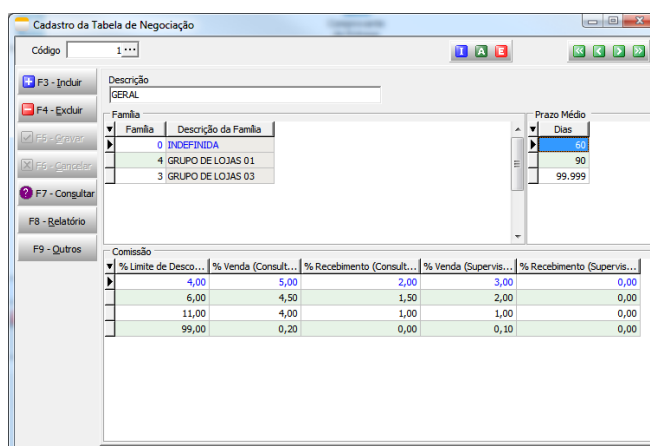 Cadastro da Tabela de Negociação
Código 1 ... I A E
F3 - Incluir
F4 - Excluir
F5 - Gravar
F6 - Cancelar
F7 - Consultar
F8 - Relatório
F9 - Outros
Descrição
GERAL
Família
Família Descrição da Família
0 INDEFINIDA
4 GRUPO DE LOJAS 01
3 GRUPO DE LOJAS 03
Prazo Médio
Dias
60
90
99.999
Comissão
% Limite de Desco... % Venda (Consult... % Recebimento (Consult... % Venda (Supervis... % Recebimento (Supervis...
4,00 5,00 2,00 3,00 0,00
6,00 4,50 1,50 2,00 0,00
11,00 4,00 1,00 1,00 0,00
99,00 0,20 0,00 0,10 0,00